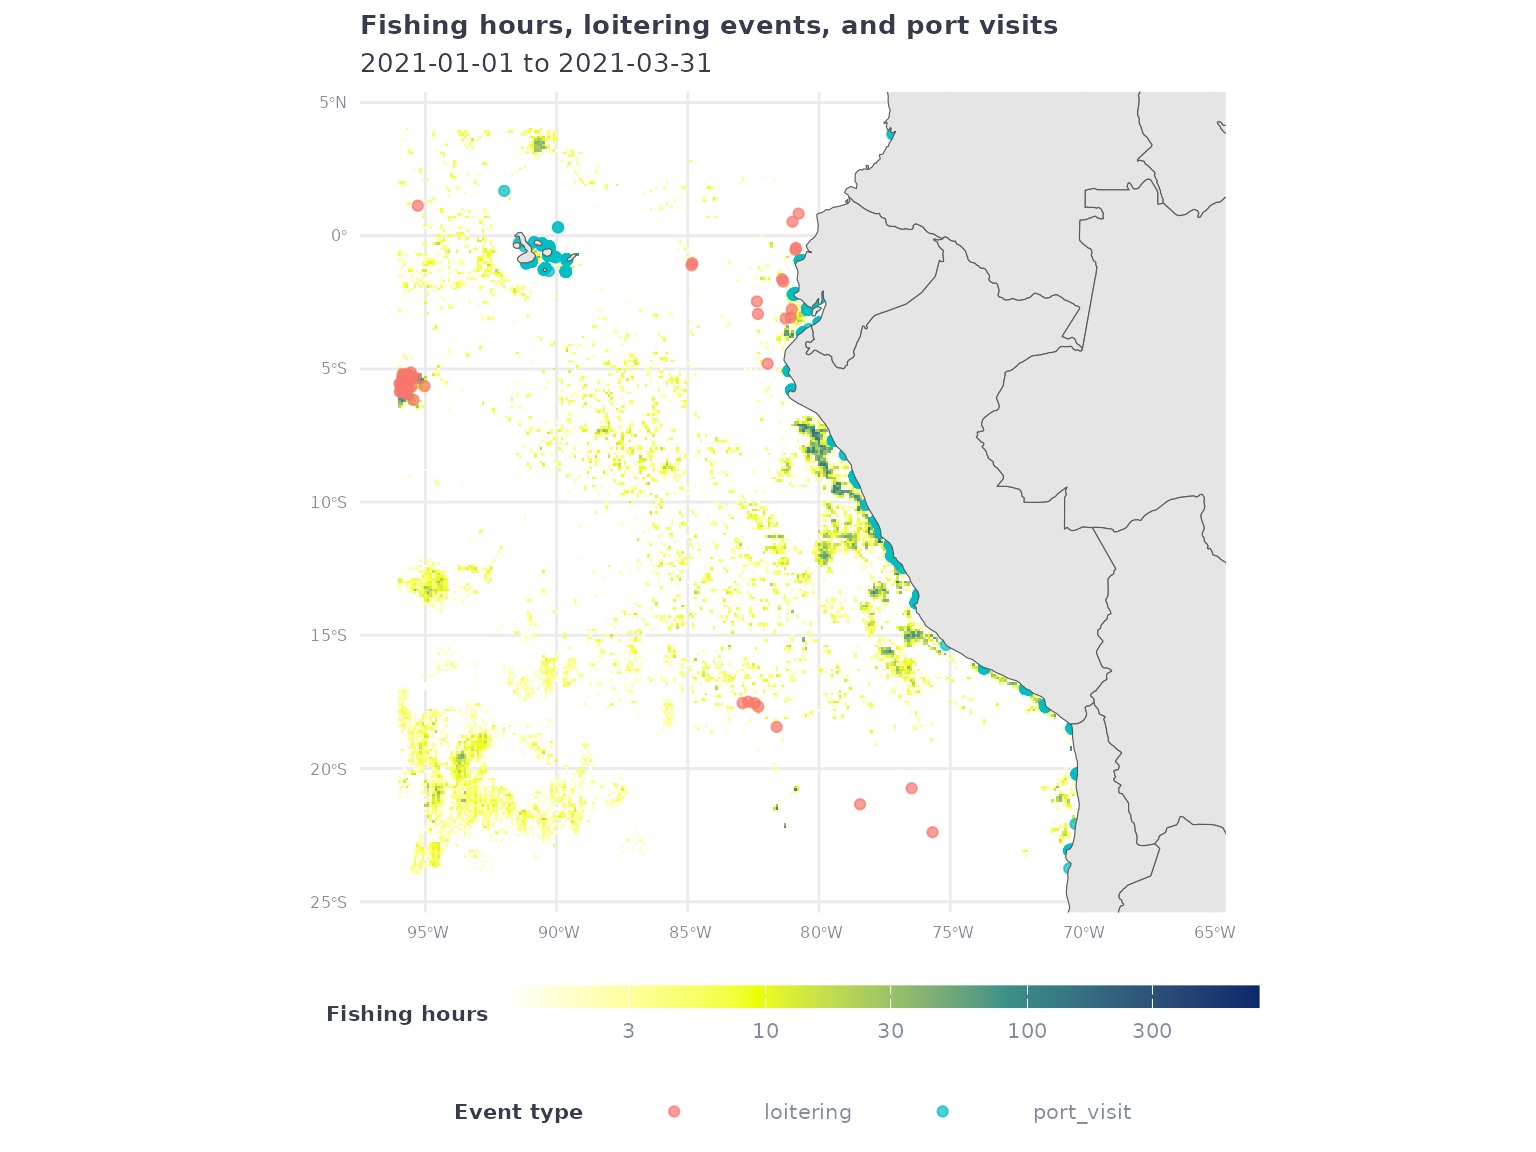 Fishing hours, loitering events, and port visits
2021-01-01 to 2021-03-31
5°N
0°
5°S
10°S
15°S
20°S
25°S
95°W 90°W 85°W 80°W 75°W 70°W 65°W
Fishing hours
3 10 30 100 300
Event type loitering port_visit